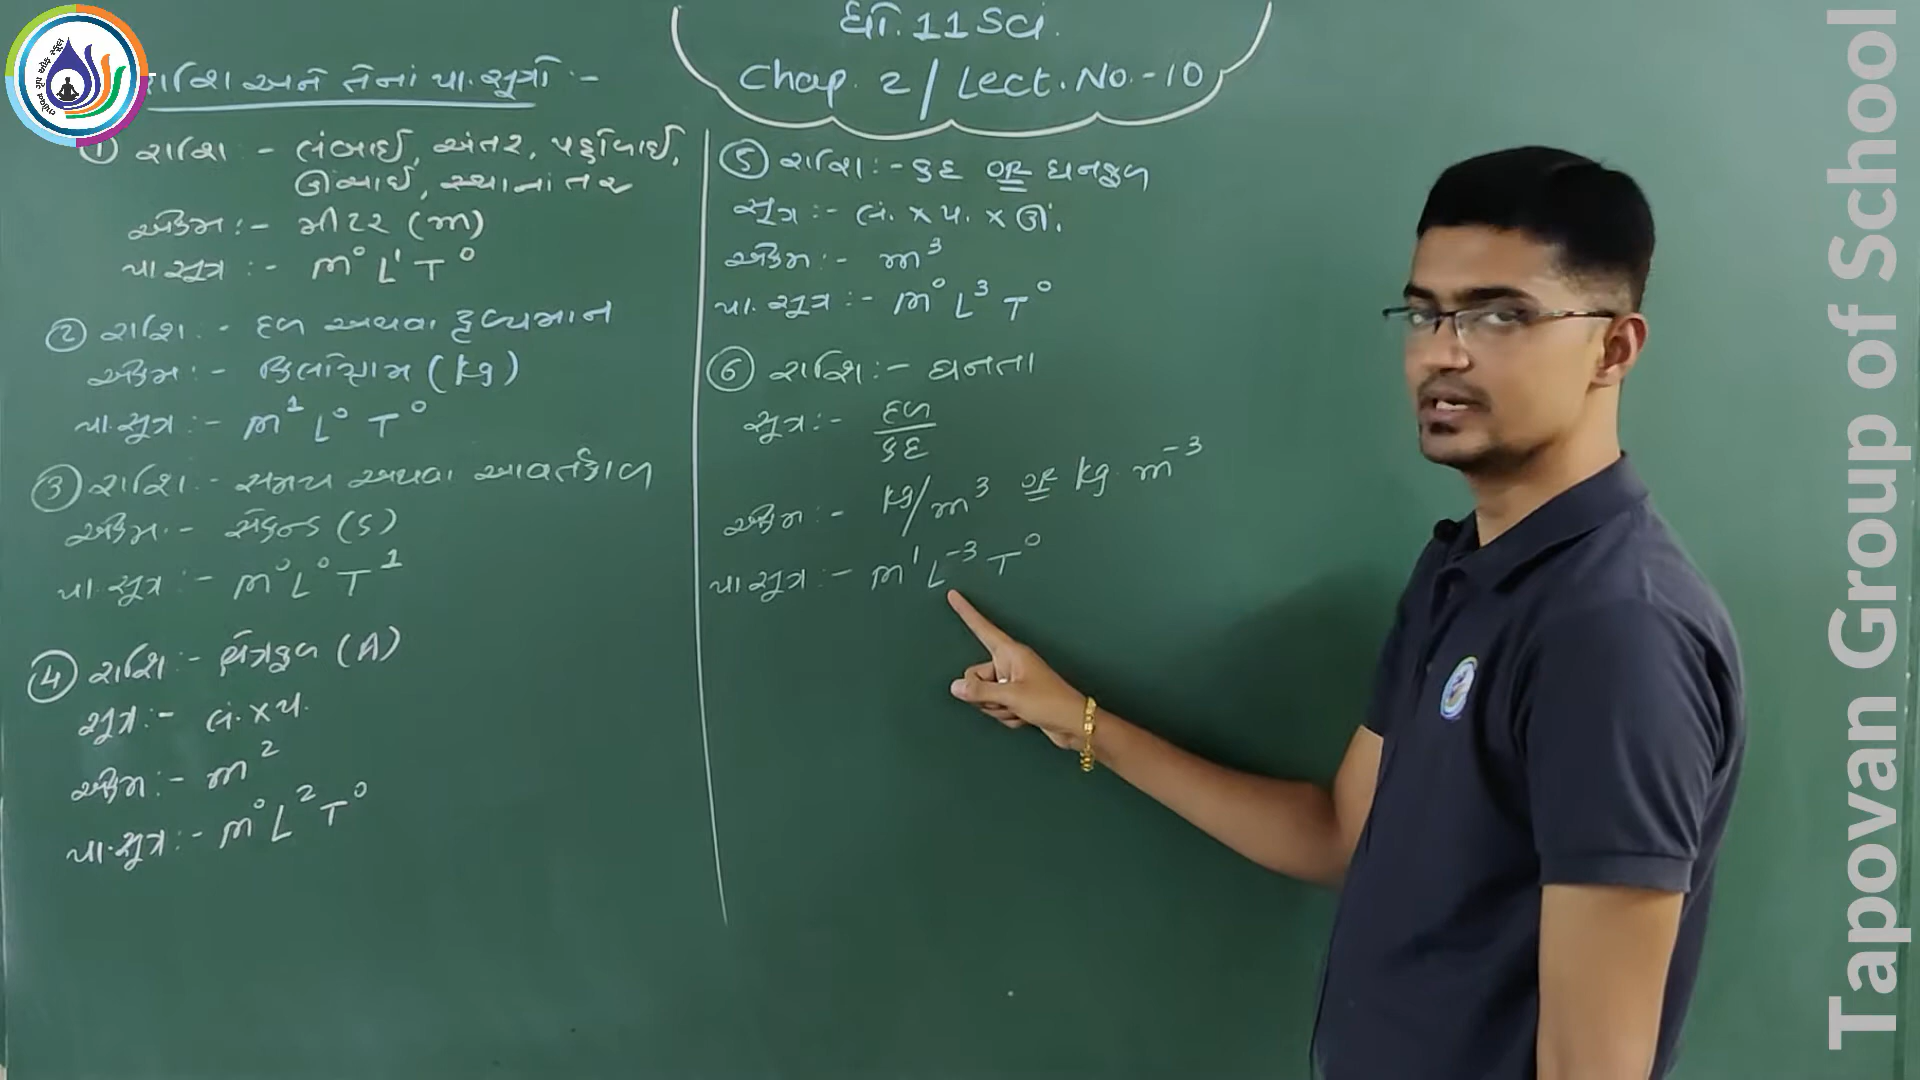 ધો. 11 Sci.
Chap. 2 / Lect. No. - 10
રાશિ અને તેનાં પા. સૂત્રો :-
① રાશિ :- લંબાઈ, અંતર, પહોળાઈ,
ઊંચાઈ, સ્થાનાંતર
એકમ :- મીટર (m)
પા. સૂત્ર :- M⁰ L¹ T⁰
② રાશિ :- દળ અથવા દ્રવ્યમાન
એકમ :- કિલોગ્રામ (kg)
પા. સૂત્ર :- M¹ L⁰ T⁰
③ રાશિ :- સમય અથવા આવર્તકાળ
એકમ :- સેકન્ડ (s)
પા. સૂત્ર :- M⁰ L⁰ T¹
④ રાશિ :- ક્ષેત્રફળ (A)
સૂત્ર :- લં. × પ.
એકમ :- m²
પા. સૂત્ર :- M⁰ L² T⁰
⑤ રાશિ :- કદ OR ઘનફળ
સૂત્ર :- લં. × પ. × ઊં.
એકમ :- m³
પા. સૂત્ર :- M⁰ L³ T⁰
⑥ રાશિ :- ઘનતા
સૂત્ર :- દળ / કદ
એકમ :- kg/m³ OR kg m⁻³
પા. સૂત્ર :- M¹ L⁻³ T⁰
Tapovan Group of School